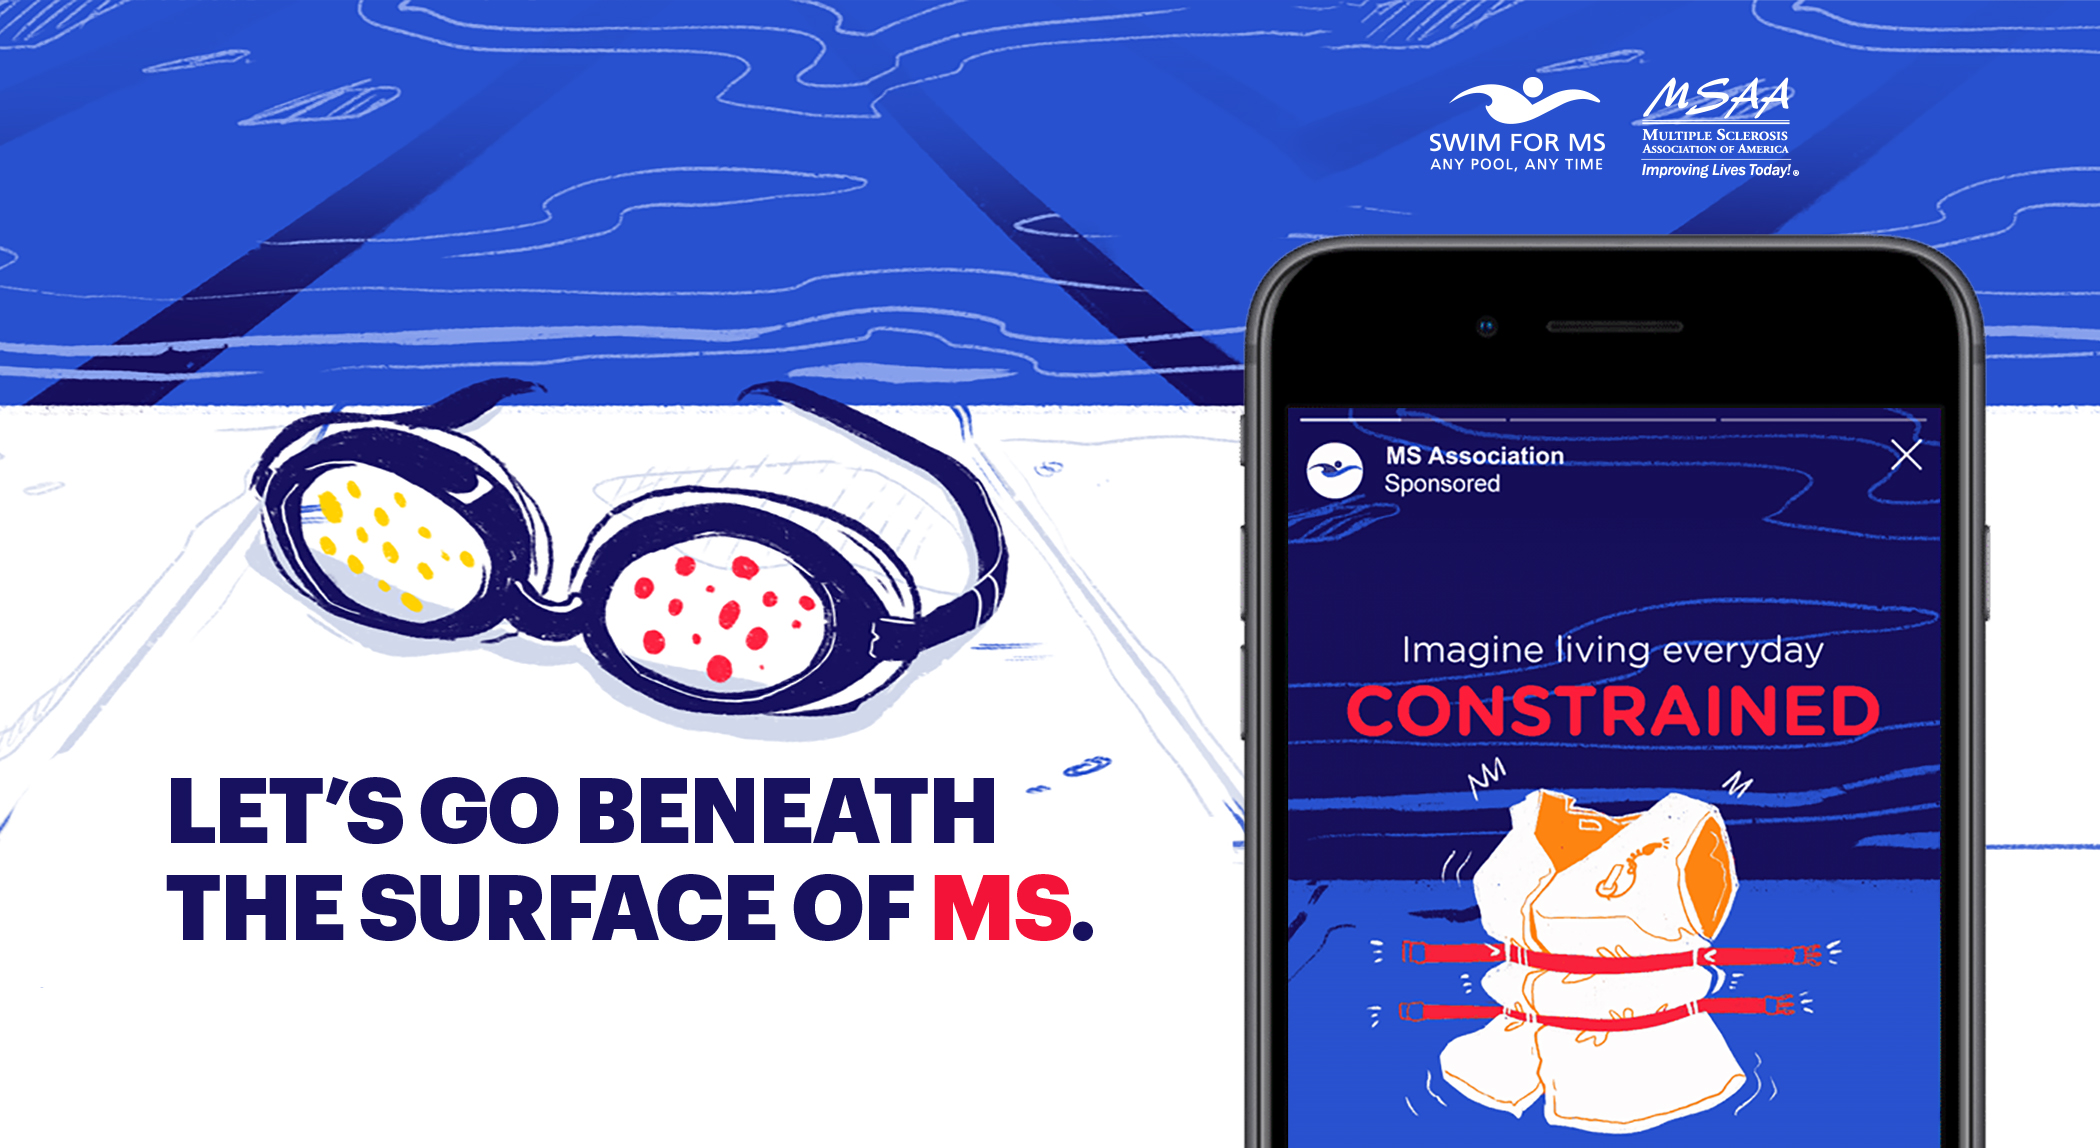 SWIM FOR MS
ANY POOL, ANY TIME
MSAA
MULTIPLE SCLEROSIS
ASSOCIATION OF AMERICA
Improving Lives Today!®
MS Association
Sponsored
Imagine living everyday
CONSTRAINED
LET'S GO BENEATH
THE SURFACE OF MS.